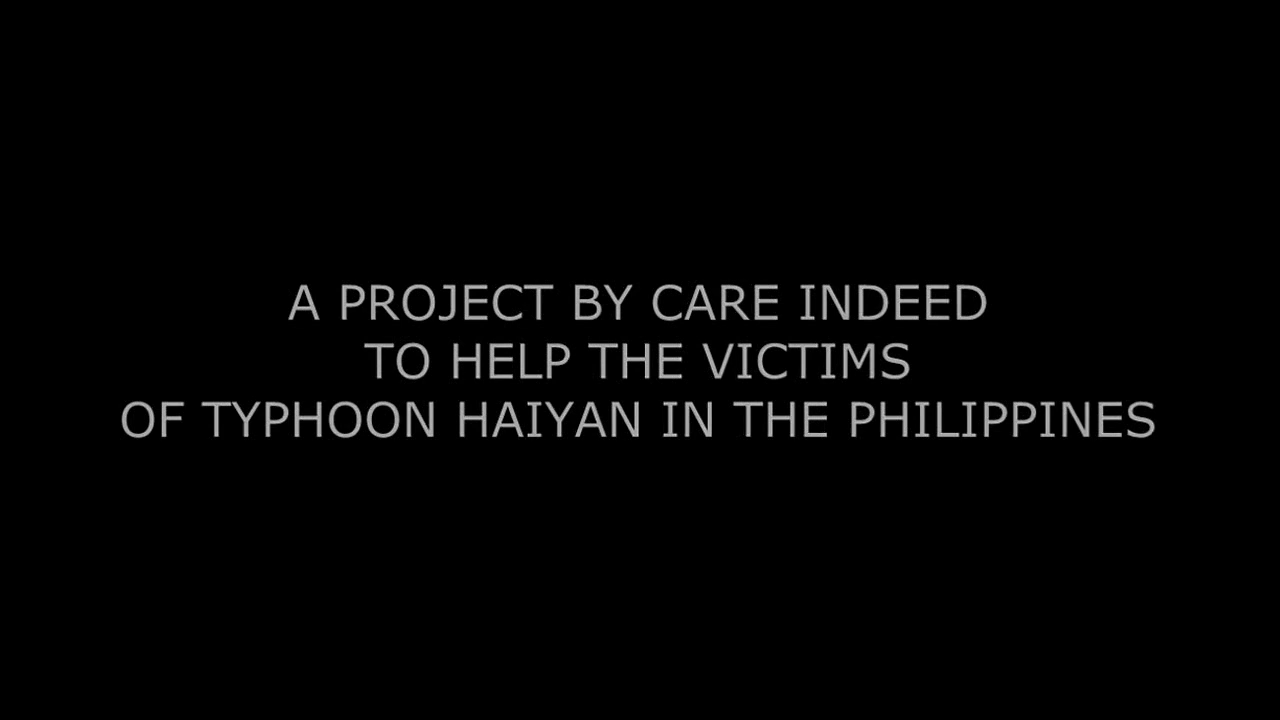 A PROJECT BY CARE INDEED
TO HELP THE VICTIMS
OF TYPHOON HAIYAN IN THE PHILIPPINES